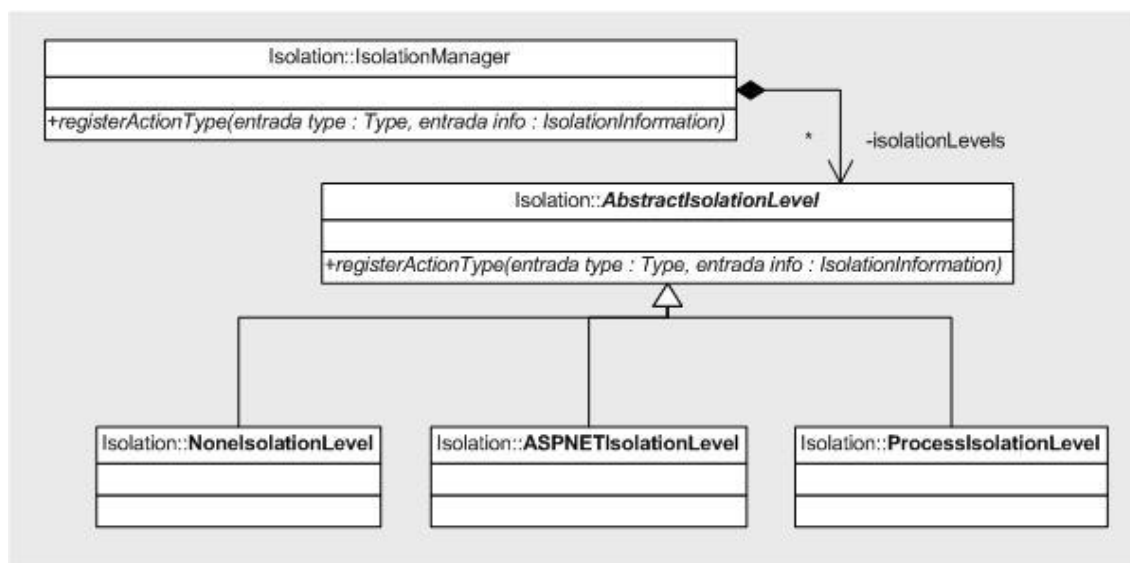 Isolation::IsolationManager
+registerActionType(entrada type : Type, entrada info : IsolationInformation)
* -isolationLevels
Isolation::AbstractIsolationLevel
+registerActionType(entrada type : Type, entrada info : IsolationInformation)
Isolation::NoneIsolationLevel
Isolation::ASPNETIsolationLevel
Isolation::ProcessIsolationLevel